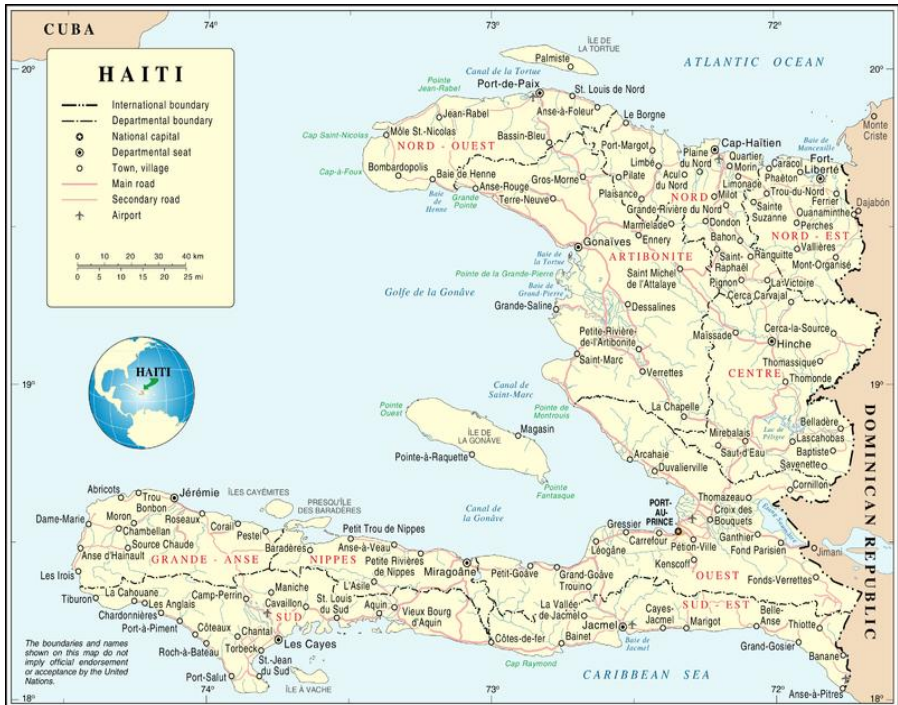 CUBA
74°
73°
72°
20°
20°
HAITI
International boundary
Departmental boundary
National capital
Departmental seat
Town, village
Main road
Secondary road
Airport
0 10 20 30 40 km
0 5 10 15 20 25 mi
ÎLE DE
LA TORTUE
Palmiste
ATLANTIC OCEAN
Canal de la Tortue
Port-de-Paix
St. Louis de Nord
Pointe
Jean-Rabel
Jean-Rabel
Anse-à-Foleur
Le Borgne
Cap Saint-Nicolas
Môle St.-Nicolas
NORD - OUEST
Bassin-Bleu
Port-Margot
Plaine
du Nord
Cap-Haïtien
Baie de
Mancenille
Monte
Criste
Quartier
Morin
Caracol
Fort-
Liberté
Limbé
Acul
du Nord
Limonade
Phaéton
Cap-à-Foux
Bombardopolis
Baie de Henne
Gros-Morne
Pilate
Milot
Trou-du-Nord
Ferrier
Anse-Rouge
Plaisance
NORD
Sainte
Suzanne
Ouanaminthe
Dajabón
Baie
de
Henne
Grande
Pointe
Terre-Neuve
Grande-Rivière du Nord
Perches
Marmelade
Dondon
NORD - EST
Gonaïves
Ennery
Bahon
Vallières
ARTIBONITE
Baie de
la Tortue
Saint-
Raphaël
Ranguitte
Mont-Organisé
Pointe de la Grande-Pierre
Saint Michel
de l'Attalaye
Pignon
La-Victoire
Baie de
Grand-Pierre
Cerca Carvajal
Golfe de la Gonâve
Grande-Saline
Dessalines
Petite-Rivière-
de-l'Artibonite
Maïssade
Cerca-la-Source
Hinche
Saint-Marc
Thomassique
Verrettes
CENTRE
Thomonde
19°
19°
HAITI
Canal de
Saint-Marc
Pointe
Ouest
Pointe de
Montrouis
La Chapelle
Lac de
Péligre
Belladère
ÎLE DE
LA GONÂVE
Magasin
Mirebalais
Lascahobas
Saut-d'Eau
Baptiste
Pointe-à-Raquette
Arcahaie
Savenette
Duvalierville
Cornillon
Pointe
Fantasque
DOMINICAN REPUBLIC
Abricots
Trou
Bonbon
Jérémie
ÎLES CAYÉMITES
PRESQU'ÎLE
DES BARADÈRES
Canal de
la Gonâve
PORT-
AU-
PRINCE
Thomazeau
Croix des
Bouquets
Dame-Marie
Moron
Roseaux
Corail
Petit Trou de Nippes
Gressier
Chambellan
Pestel
Anse-à-Veau
Carrefour
Pétion-Ville
Ganthier
Source Chaude
Baradères
Léogâne
Fond Parisien
Jimani
Anse d'Hainault
GRANDE - ANSE
NIPPES
Petite Rivières
de Nippes
Miragoâne
Kenscoff
Les Irois
Petit-Goâve
Grand-Goâve
OUEST
Fonds-Verrettes
Trouin
L'Asile
Maniche
Tiburon
La Cahouane
Camp-Perrin
Cavaillon
St. Louis
du Sud
Aquin
Vieux Bourg
d'Aquin
La Vallée-
de-Jacmel
SUD - EST
Les Anglais
Cayes-
Jacmel
Belle-
Anse
Chardonnières
SUD
Jacmel
Marigot
Thiotte
Port-à-Piment
Côteaux
Chantal
Les Cayes
Côtes-de-fer
Bainet
Baie de
Jacmel
Grand-Gosier
Roch-à-Bateau
Torbeck
St.-Jean
du Sud
Cap Raymond
Banane
Port-Salut
ÎLE À VACHE
CARIBBEAN SEA
Anse-à-Pitres
The boundaries and names
shown on this map do not
imply official endorsement
or acceptance by the United
Nations.
74°
73°
72°
18°
18°